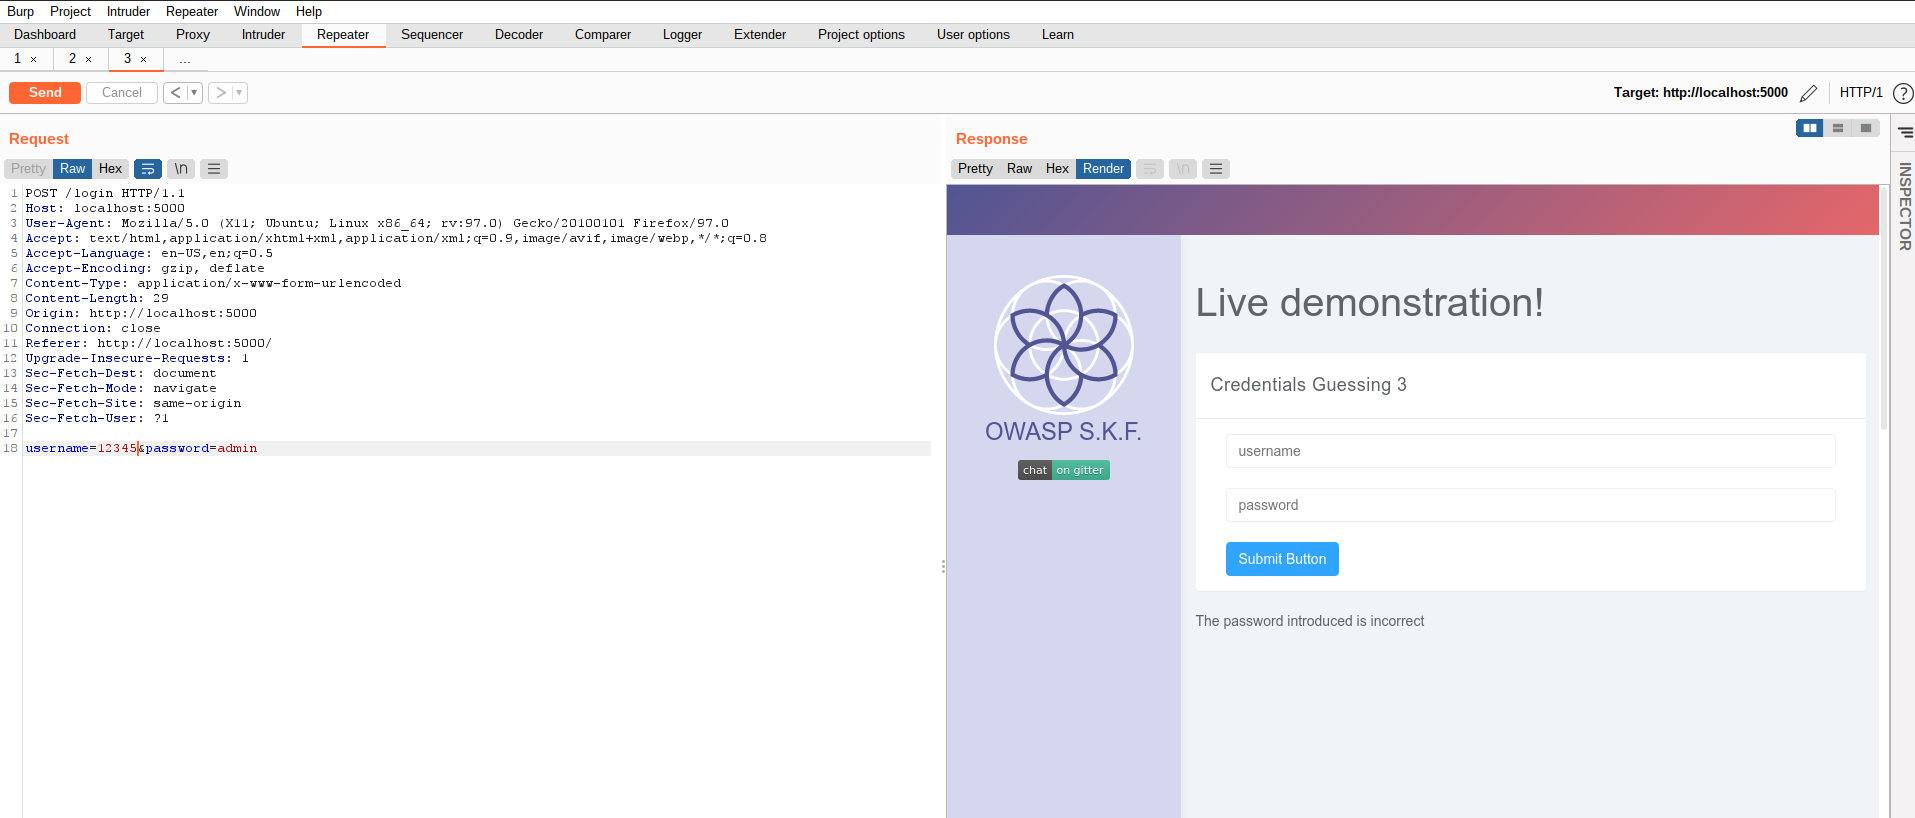 Burp Project Intruder Repeater Window Help
Dashboard Target Proxy Intruder Repeater Sequencer Decoder Comparer Logger Extender Project options User options Learn
1 × 2 × 3 × ...
Send Cancel < ▾ > ▾ Target: http://localhost:5000 HTTP/1 ?
Request
Pretty Raw Hex \n
1 POST /login HTTP/1.1
2 Host: localhost:5000
3 User-Agent: Mozilla/5.0 (X11; Ubuntu; Linux x86_64; rv:97.0) Gecko/20100101 Firefox/97.0
4 Accept: text/html,application/xhtml+xml,application/xml;q=0.9,image/avif,image/webp,*/*;q=0.8
5 Accept-Language: en-US,en;q=0.5
6 Accept-Encoding: gzip, deflate
7 Content-Type: application/x-www-form-urlencoded
8 Content-Length: 29
9 Origin: http://localhost:5000
10 Connection: close
11 Referer: http://localhost:5000/
12 Upgrade-Insecure-Requests: 1
13 Sec-Fetch-Dest: document
14 Sec-Fetch-Mode: navigate
15 Sec-Fetch-Site: same-origin
16 Sec-Fetch-User: ?1
17
18 username=12345&password=admin
Response
Pretty Raw Hex Render \n
OWASP S.K.F.
chat on gitter
Live demonstration!
Credentials Guessing 3
username
password
Submit Button
The password introduced is incorrect
INSPECTOR